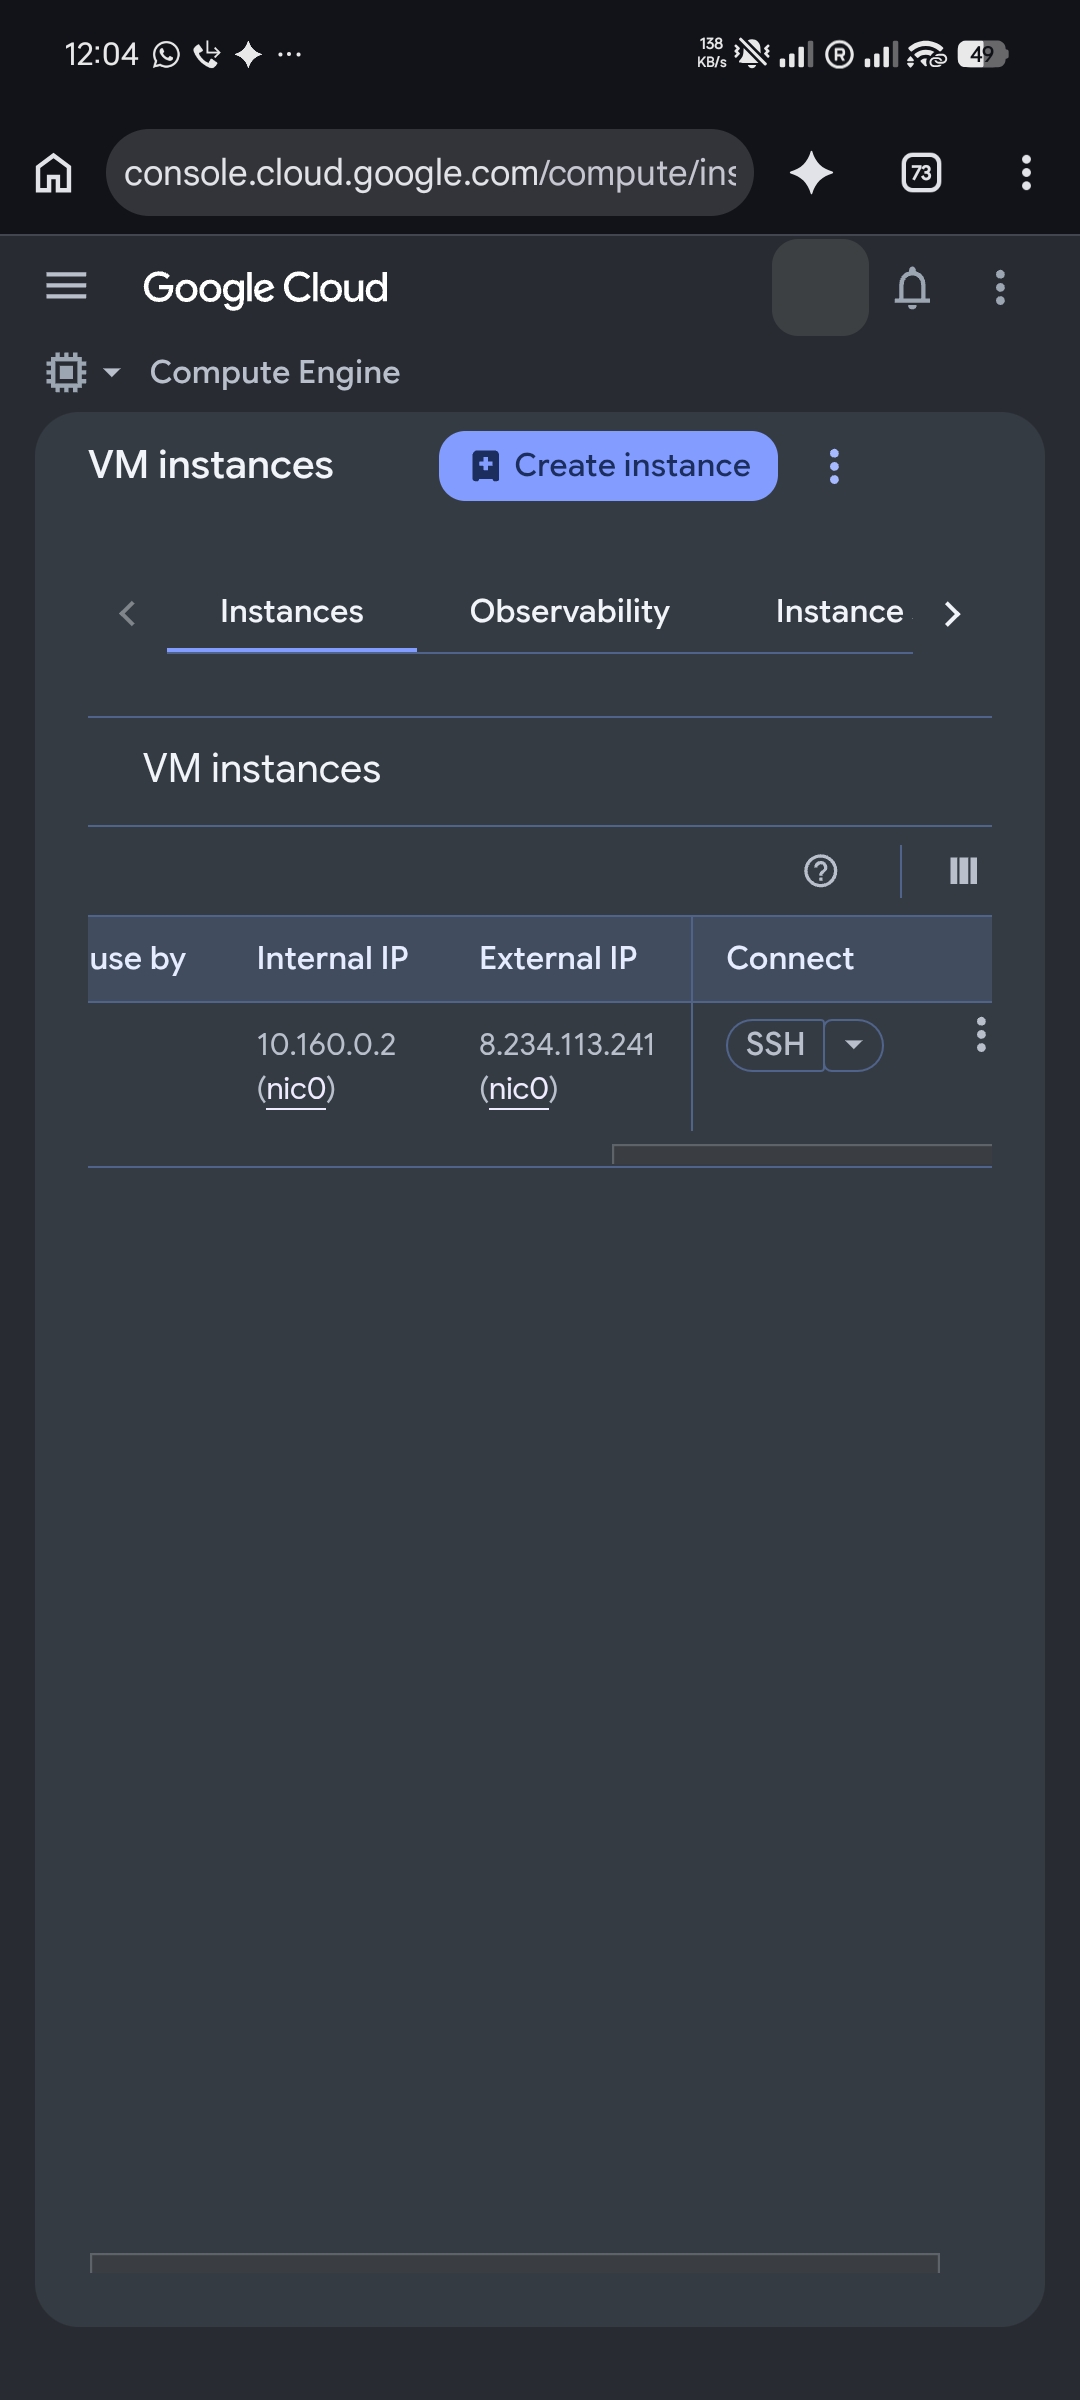 12:04
138
KB/s
R
49
console.cloud.google.com/compute/ins
73
Google Cloud
Compute Engine
VM instances
Create instance
Instances
Observability
Instance
VM instances
use by
Internal IP
External IP
Connect
10.160.0.2
(nic0)
8.234.113.241
(nic0)
SSH